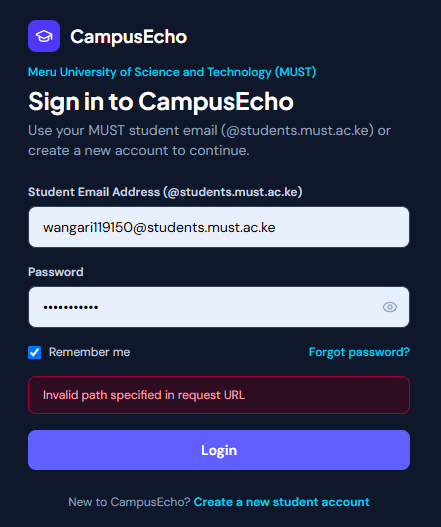 CampusEcho
Meru University of Science and Technology (MUST)
Sign in to CampusEcho
Use your MUST student email (@students.must.ac.ke) or
create a new account to continue.
Student Email Address (@students.must.ac.ke)
wangari119150@students.must.ac.ke
Password
•••••••••••
Remember me
Forgot password?
Invalid path specified in request URL
Login
New to CampusEcho? Create a new student account